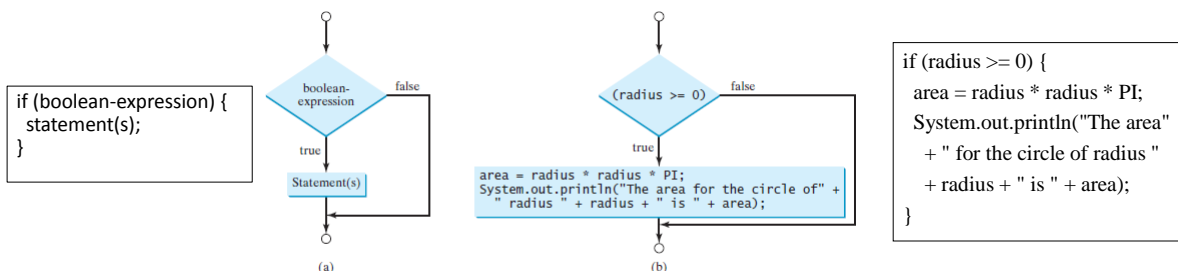 if (boolean-expression) {
statement(s);
}
boolean-
expression
false
true
Statement(s)
(a)
(radius >= 0)
false
true
area = radius * radius * PI;
System.out.println("The area for the circle of" +
" radius " + radius + " is " + area);
(b)
if (radius >= 0) {
area = radius * radius * PI;
System.out.println("The area"
+ " for the circle of radius "
+ radius + " is " + area);
}